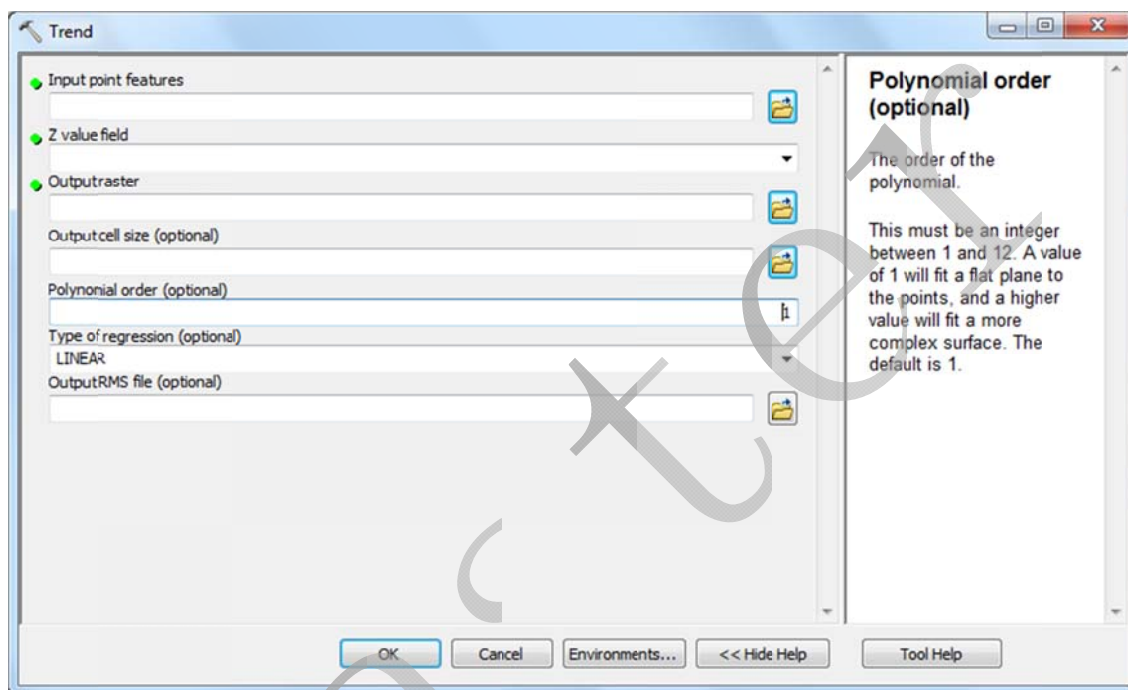 Trend
Input point features
Z value field
Outputraster
Outputcell size (optional)
Polynonial order (optional)
1
Type of regression (optional)
LINEAR
OutputRMS file (optional)
OK
Cancel
Environments...
<< Hide Help
Tool Help
Polynomial order
(optional)
The order of the
polynomial.
This must be an integer
between 1 and 12. A value
of 1 will fit a flat plane to
the points, and a higher
value will fit a more
complex surface. The
default is 1.